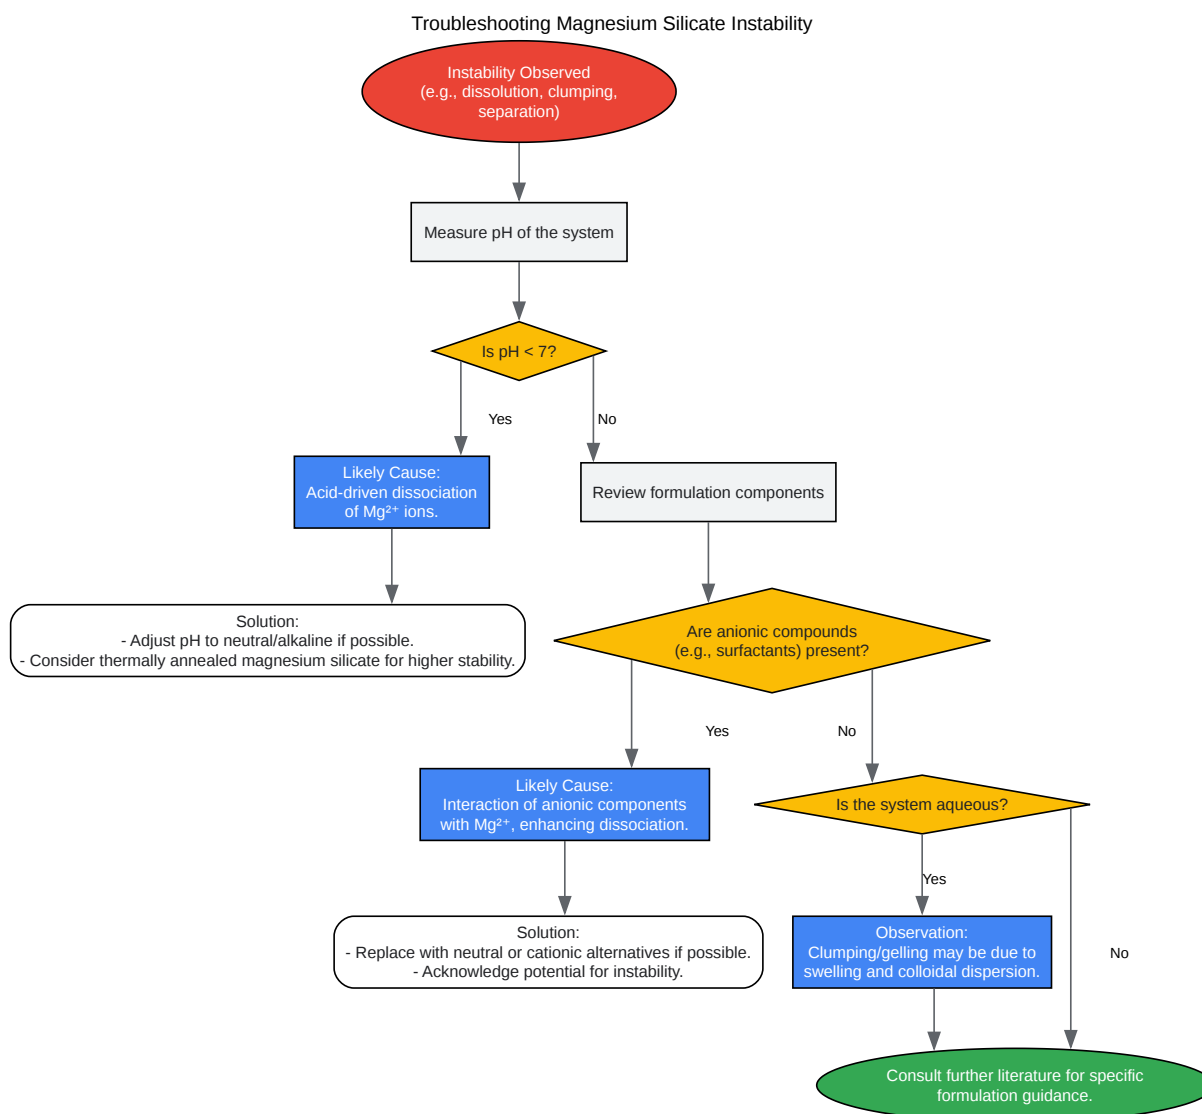 Troubleshooting Magnesium Silicate Instability
Instability Observed
(e.g., dissolution, clumping,
separation)
Measure pH of the system
Is pH < 7?
Yes
No
Likely Cause:
Acid-driven dissociation
of Mg²⁺ ions.
Review formulation components
Solution:
- Adjust pH to neutral/alkaline if possible.
- Consider thermally annealed magnesium silicate for higher stability.
Are anionic compounds
(e.g., surfactants) present?
Yes
No
Likely Cause:
Interaction of anionic components
with Mg²⁺, enhancing dissociation.
Is the system aqueous?
Yes
No
Solution:
- Replace with neutral or cationic alternatives if possible.
- Acknowledge potential for instability.
Observation:
Clumping/gelling may be due to
swelling and colloidal dispersion.
Consult further literature for specific
formulation guidance.